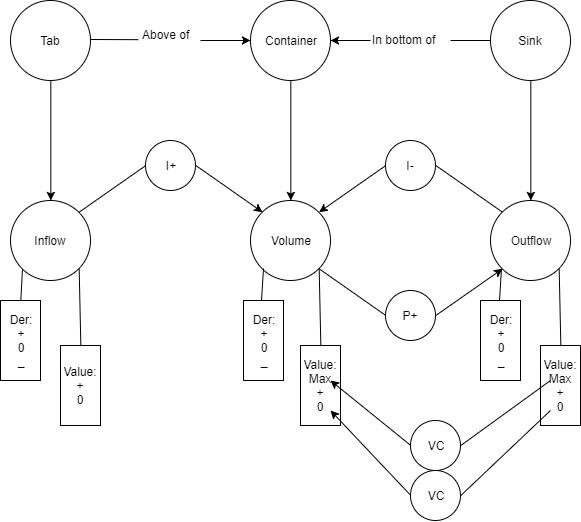 Tab
Above of
Container
In bottom of
Sink
I+
I-
Inflow
Volume
Outflow
P+
Der:
+
0
–
Value:
+
0
Der:
+
0
–
Value:
Max
+
0
Der:
+
0
–
Value:
Max
+
0
VC
VC